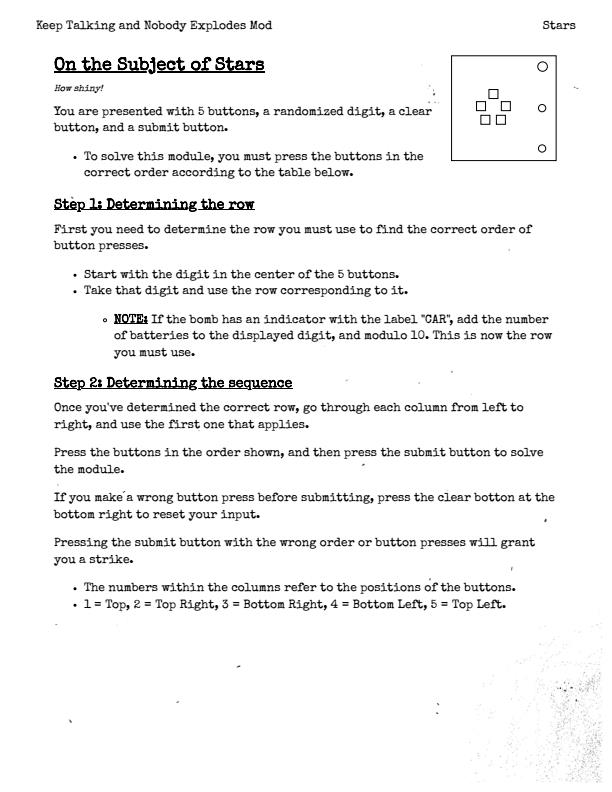 Keep Talking and Nobody Explodes Mod
Stars
On the Subject of Stars
How shiny!
You are presented with 5 buttons, a randomized digit, a clear
button, and a submit button.
• To solve this module, you must press the buttons in the
correct order according to the table below.
Step 1: Determining the row
First you need to determine the row you must use to find the correct order of
button presses.
• Start with the digit in the center of the 5 buttons.
• Take that digit and use the row corresponding to it.
NOTE: If the bomb has an indicator with the label "CAR", add the number
of batteries to the displayed digit, and modulo 10. This is now the row
you must use.
Step 2: Determining the sequence
Once you've determined the correct row, go through each column from left to
right, and use the first one that applies.
Press the buttons in the order shown, and then press the submit button to solve
the module.
If you make a wrong button press before submitting, press the clear botton at the
bottom right to reset your input.
Pressing the submit button with the wrong order or button presses will grant
you a strike.
• The numbers within the columns refer to the positions of the buttons.
• 1 = Top, 2 = Top Right, 3 = Bottom Right, 4 = Bottom Left, 5 = Top Left.